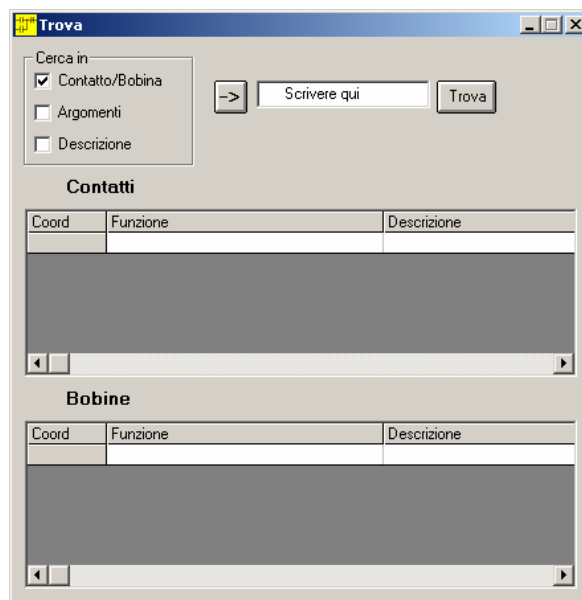 Trova
Cerca in
Contatto/Bobina
Argomenti
Descrizione
-> Scrivere qui Trova
Contatti
Coord Funzione Descrizione
Bobine
Coord Funzione Descrizione